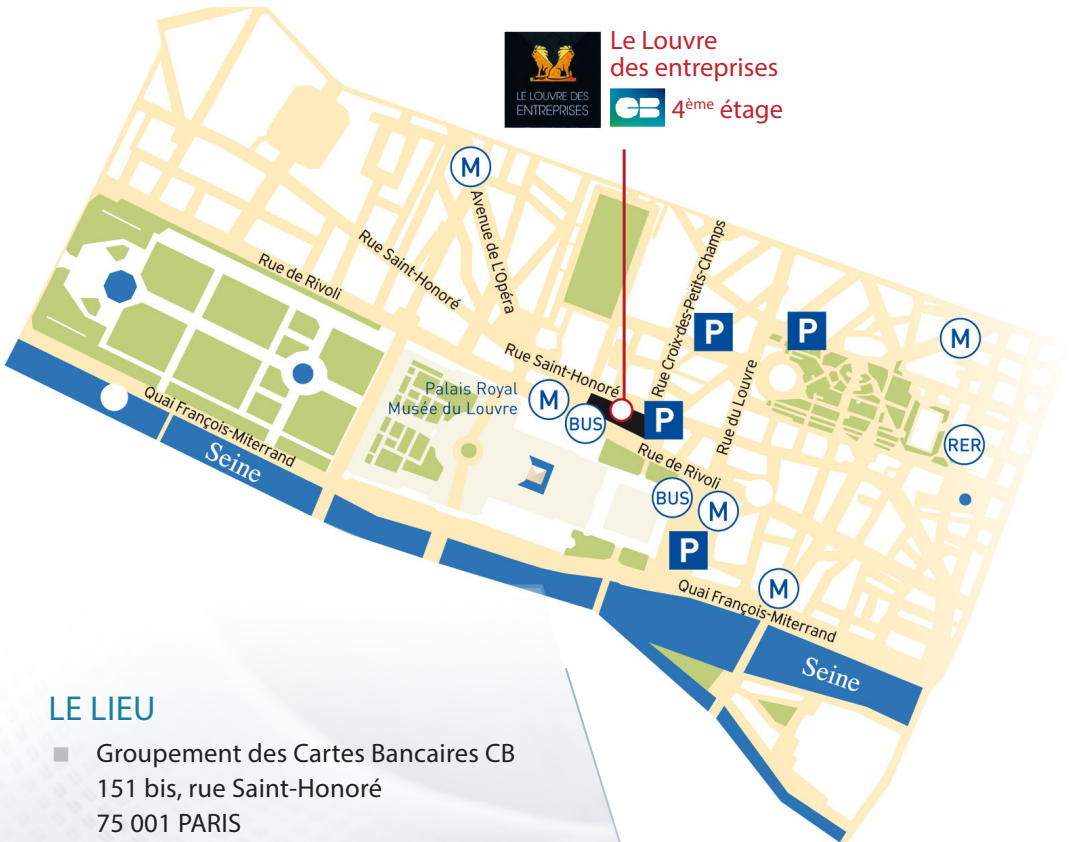 Le Louvre
des entreprises
LE LOUVRE DES
ENTREPRISES
CB 4ème étage
M
Avenue de L'Opéra
Rue Saint-Honoré
Rue de Rivoli
Rue Croix-des-Petits-Champs
P
P
M
Rue Saint-Honoré
Palais Royal
Musée du Louvre
M
BUS
P
Rue du Louvre
RER
Quai François-Miterrand
Seine
Rue de Rivoli
BUS
M
P
M
Quai François-Miterrand
Seine
LE LIEU
Groupement des Cartes Bancaires CB
151 bis, rue Saint-Honoré
75 001 PARIS